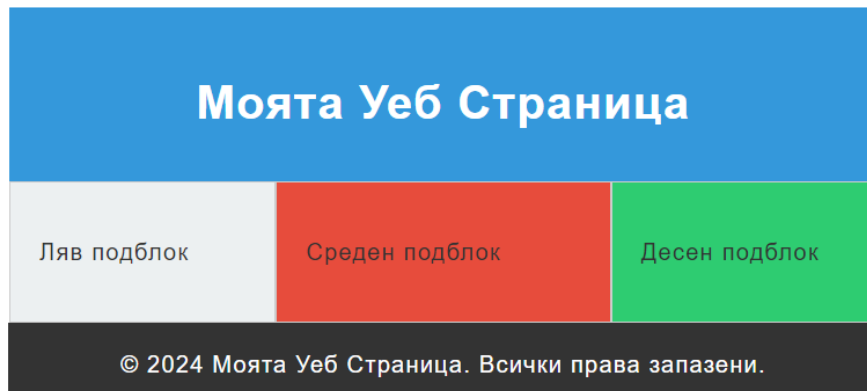 Моята Уеб Страница
Ляв подблок
Среден подблок
Десен подблок
© 2024 Моята Уеб Страница. Всички права запазени.